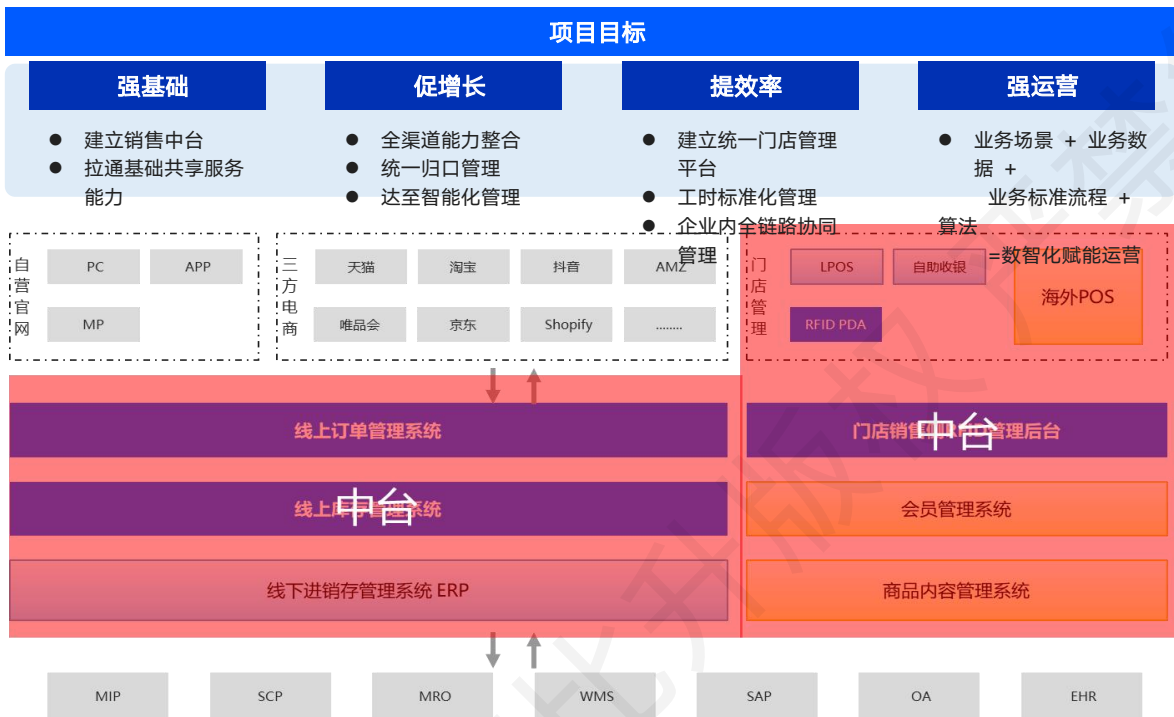 项目目标
强基础
促增长
提效率
强运营
● 建立销售中台
● 拉通基础共享服务
能力
● 全渠道能力整合
● 统一归口管理
● 达至智能化管理
● 建立统一门店管理
平台
● 工时标准化管理
● 企业内全链路协同
管理
● 业务场景 + 业务数
据 +
业务标准流程 +
算法
=数智化赋能运营
自营官网
PC
APP
MP
三方电商
天猫
淘宝
抖音
AMZ
唯品会
京东
Shopify
........
门店管理
LPOS
自助收银
RFID PDA
海外POS
线上订单管理系统
线上库存管理系统
中台
线下进销存管理系统 ERP
门店销售 管理后台
中台
会员管理系统
商品内容管理系统
MIP
SCP
MRO
WMS
SAP
OA
EHR